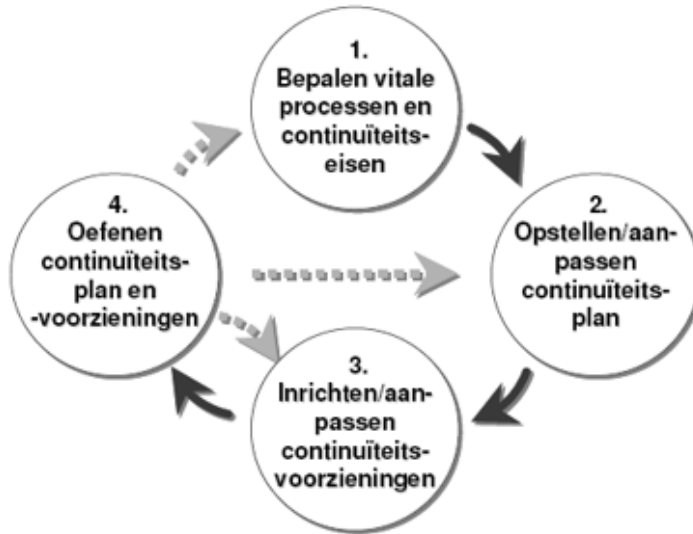 1.
Bepalen vitale
processen en
continuïteits-
eisen
2.
Opstellen/aan-
passen
continuïteits-
plan
3.
Inrichten/aan-
passen
continuïteits-
voorzieningen
4.
Oefenen
continuïteits-
plan en
-voorzieningen